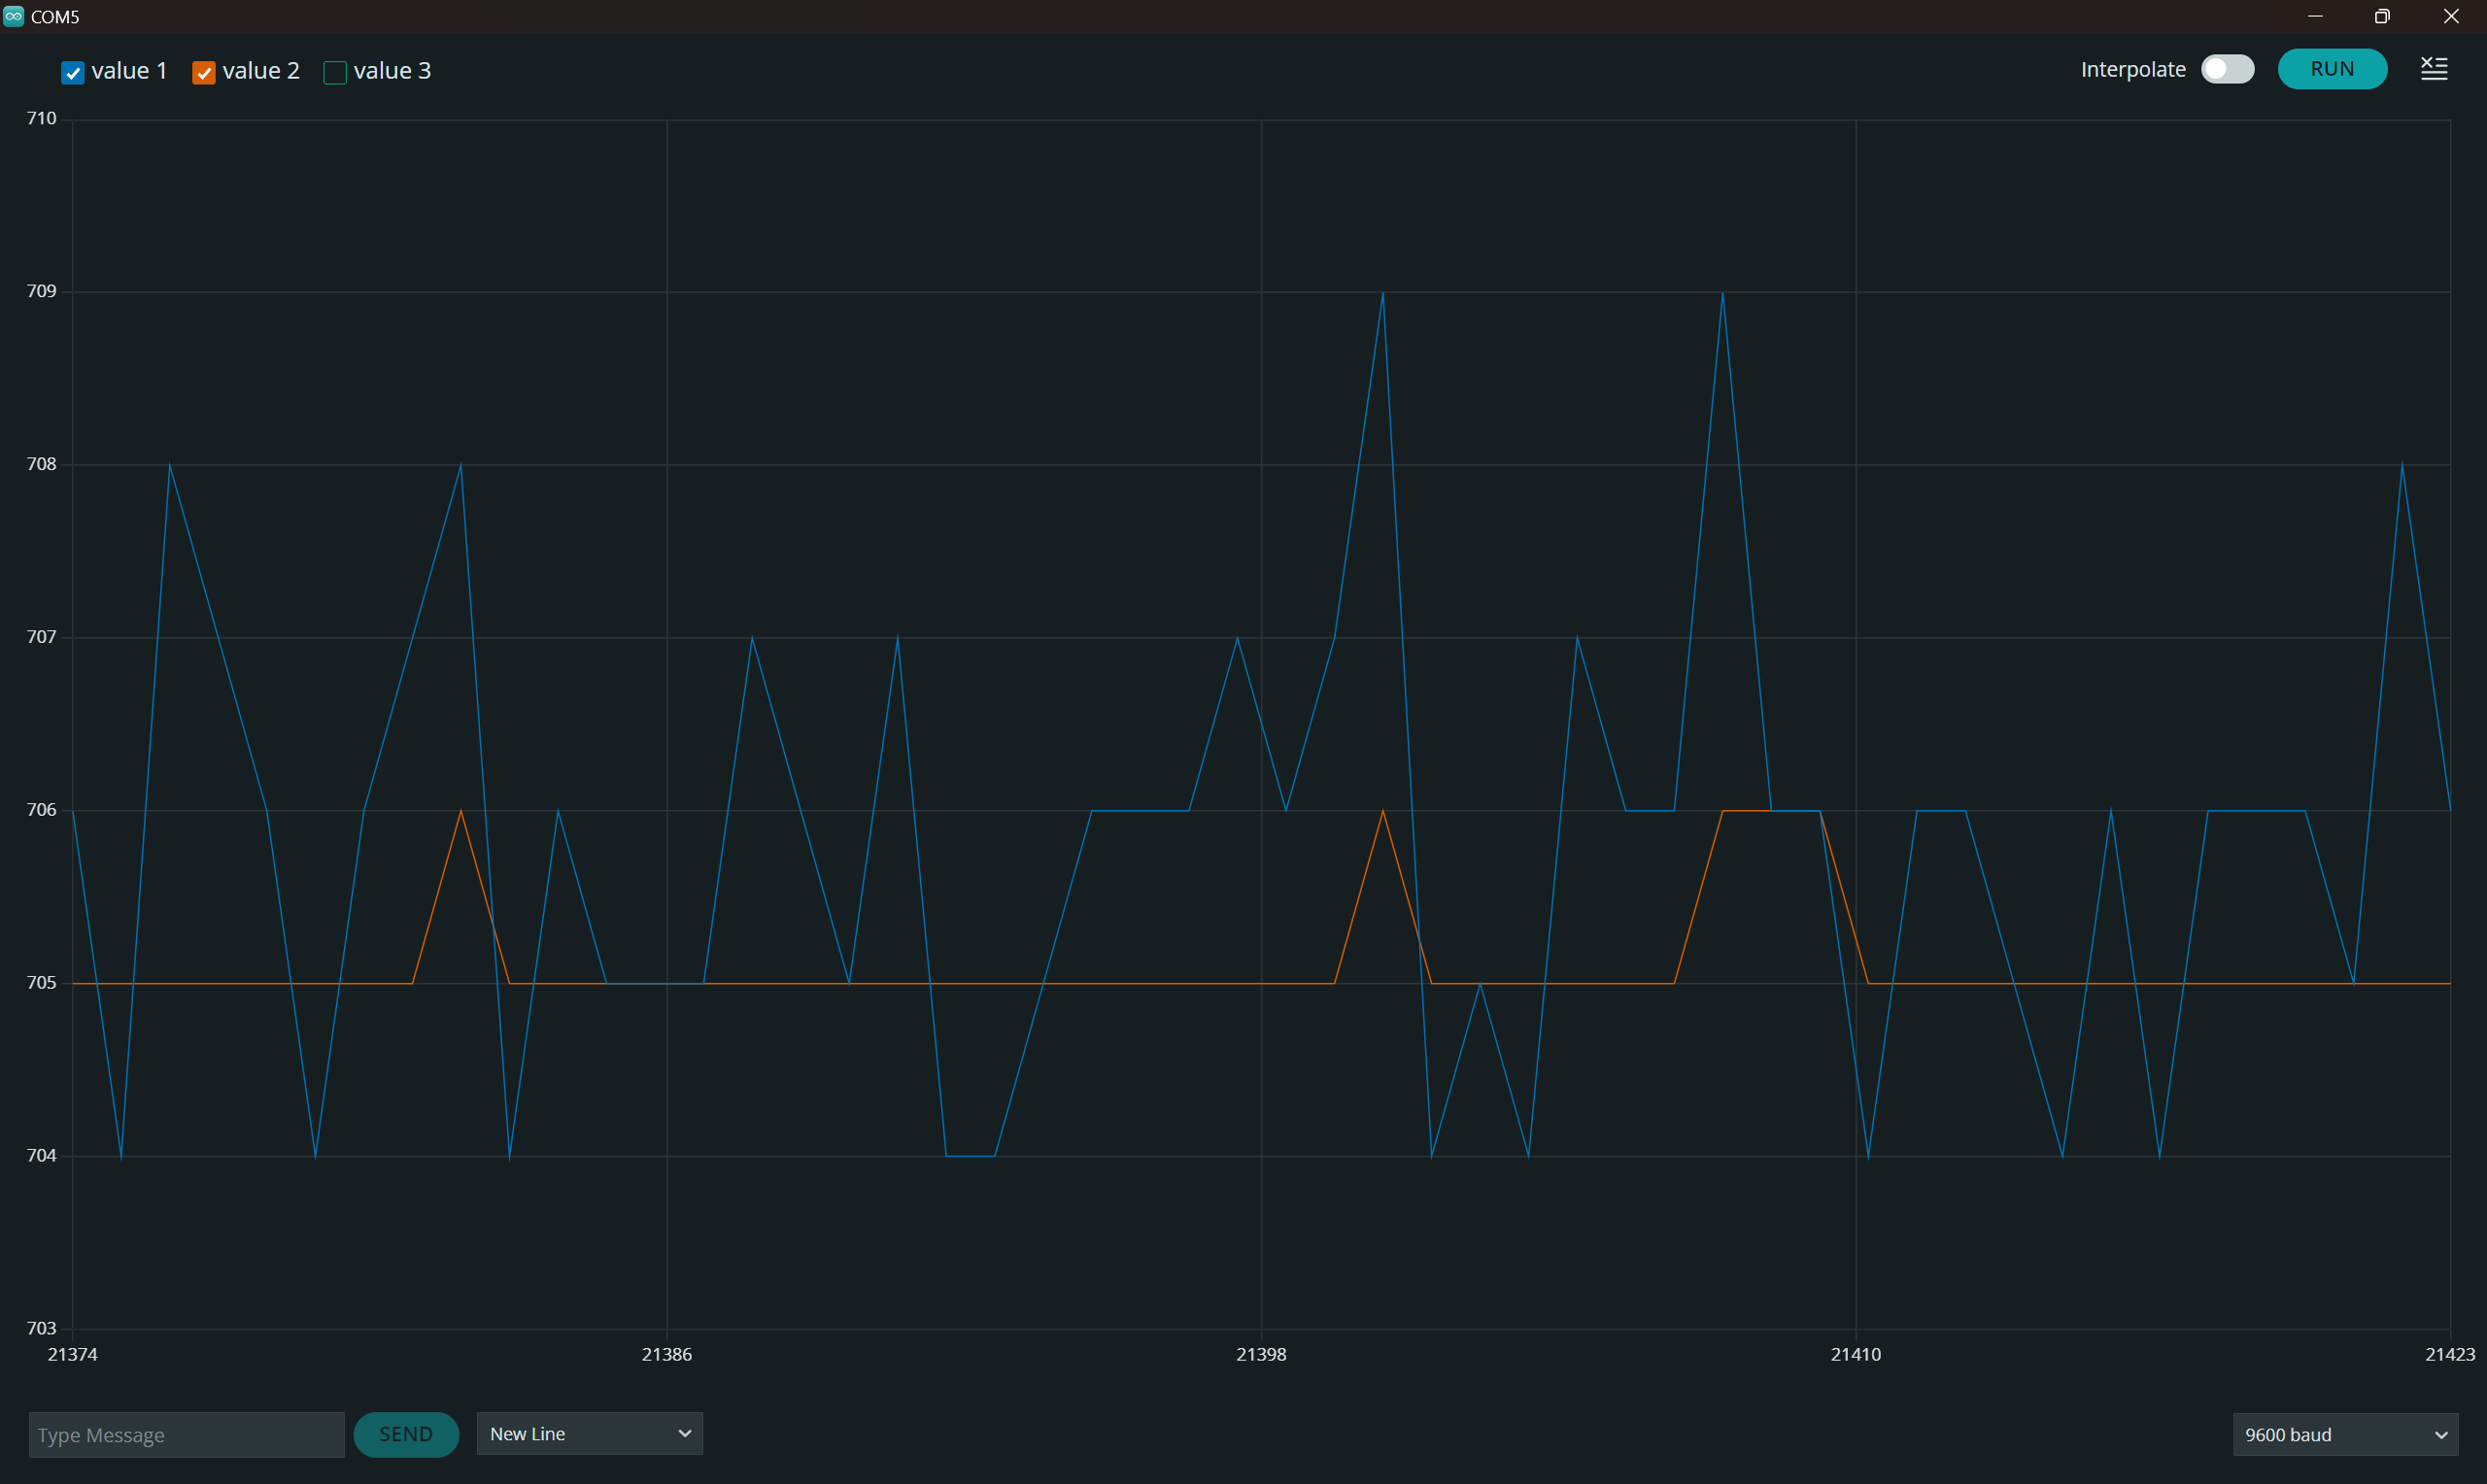 COM5
value 1 value 2 value 3 Interpolate RUN
710
709
708
707
706
705
704
703
21374 21386 21398 21410 21423
Type Message SEND New Line 9600 baud